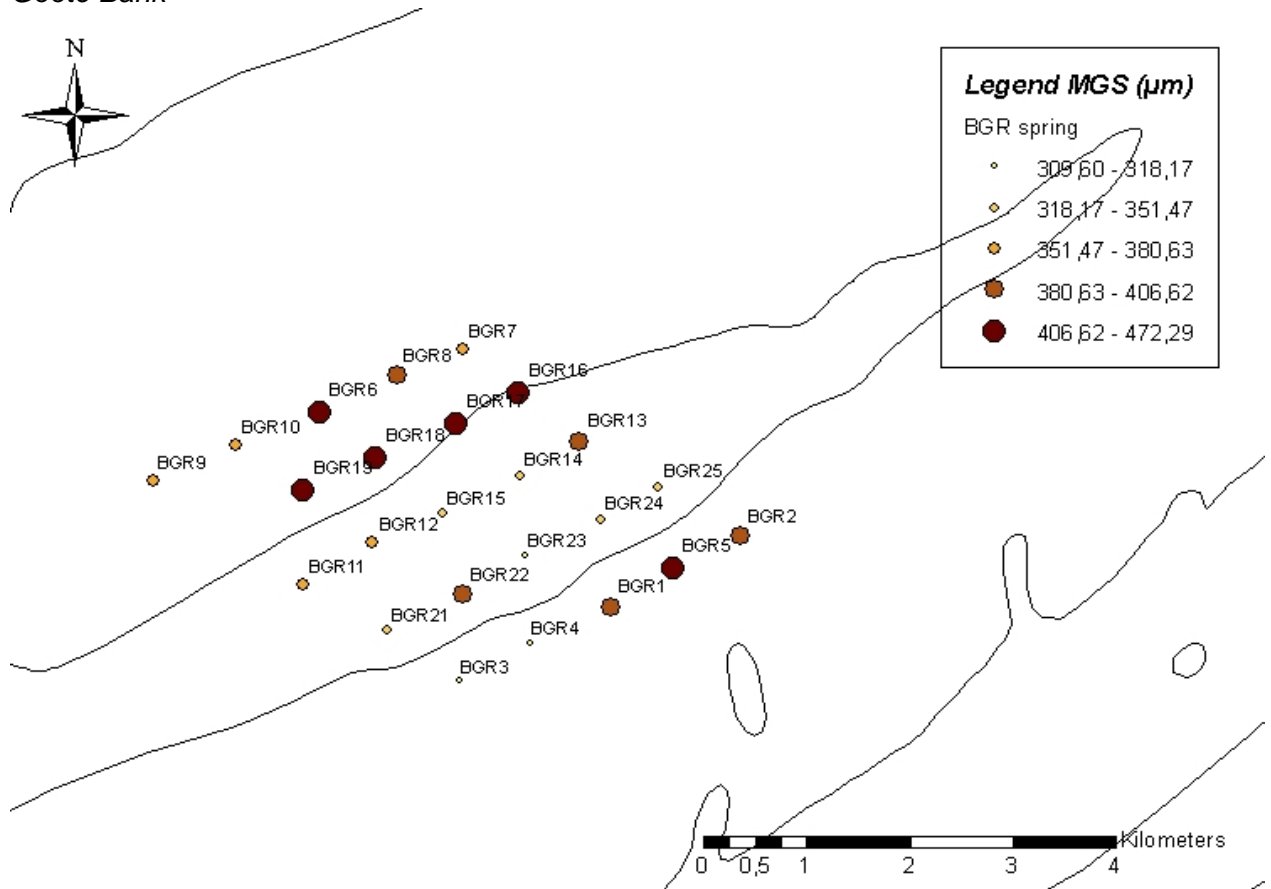 N
Legend MGS (µm)
BGR spring
309,60 - 318,17
318,17 - 351,47
351,47 - 380,63
380,63 - 406,62
406,62 - 472,29
BGR7
BGR8
BGR16
BGR6
BGR17
BGR13
BGR10
BGR18
BGR9
BGR19
BGR14
BGR25
BGR15
BGR24
BGR12
BGR2
BGR23
BGR5
BGR11
BGR22
BGR1
BGR21
BGR4
BGR3
Kilometers
0 0,5 1 2 3 4